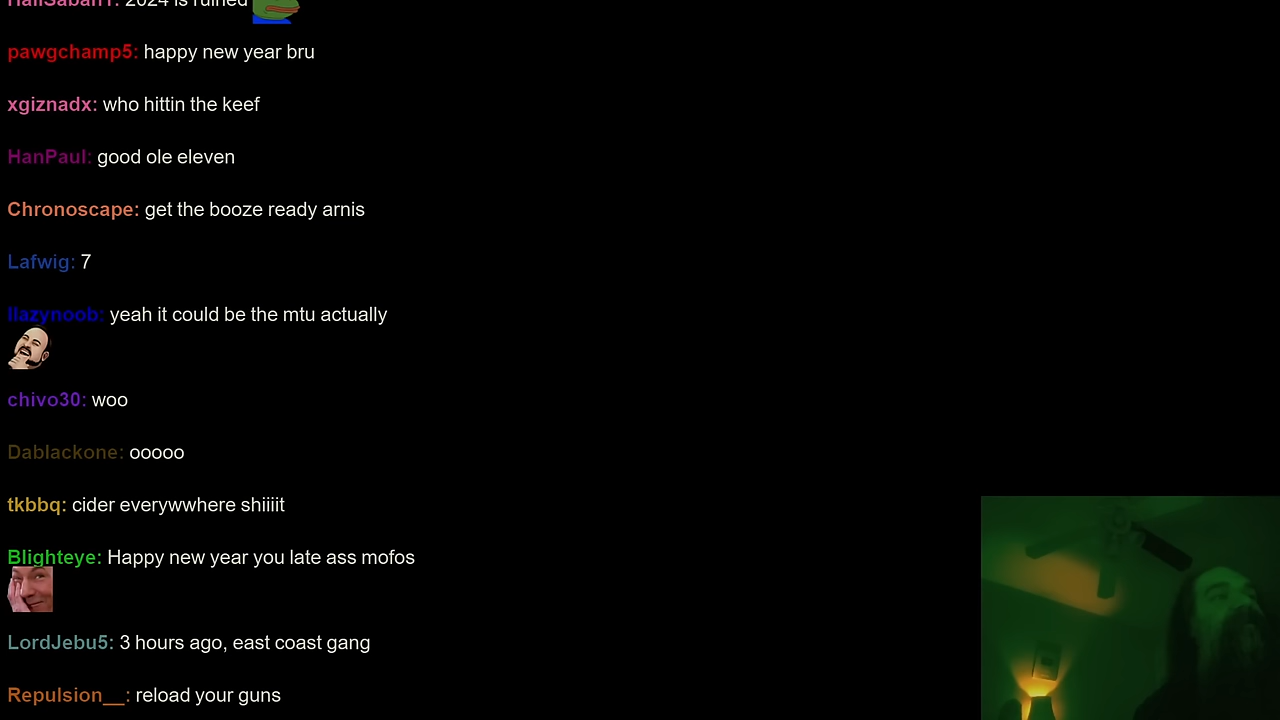 HailSaban1: 2024 is ruined
pawgchamp5: happy new year bru
xgiznadx: who hittin the keef
HanPaul: good ole eleven
Chronoscape: get the booze ready arnis
Lafwig: 7
llazynoob: yeah it could be the mtu actually
chivo30: woo
Dablackone: ooooo
tkbbq: cider everywwhere shiiiit
Blighteye: Happy new year you late ass mofos
LordJebu5: 3 hours ago, east coast gang
Repulsion__: reload your guns